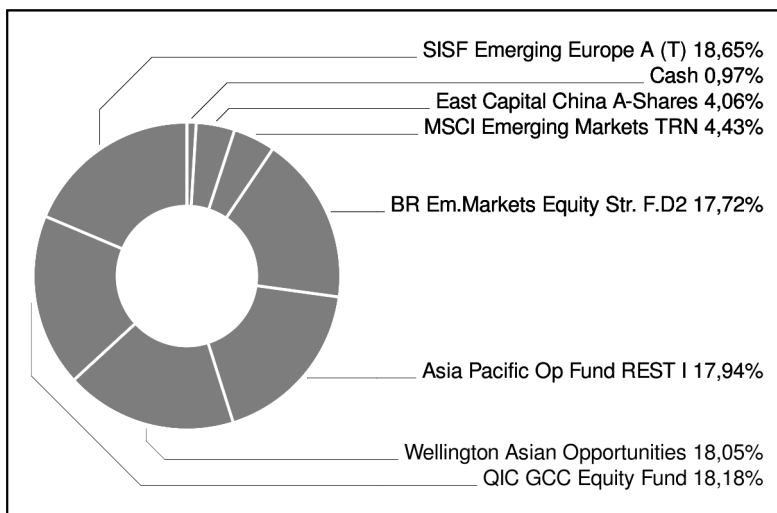 SISF Emerging Europe A (T) 18,65%
Cash 0,97%
East Capital China A-Shares 4,06%
MSCI Emerging Markets TRN 4,43%
BR Em.Markets Equity Str. F.D2 17,72%
Asia Pacific Op Fund REST I 17,94%
Wellington Asian Opportunities 18,05%
QIC GCC Equity Fund 18,18%